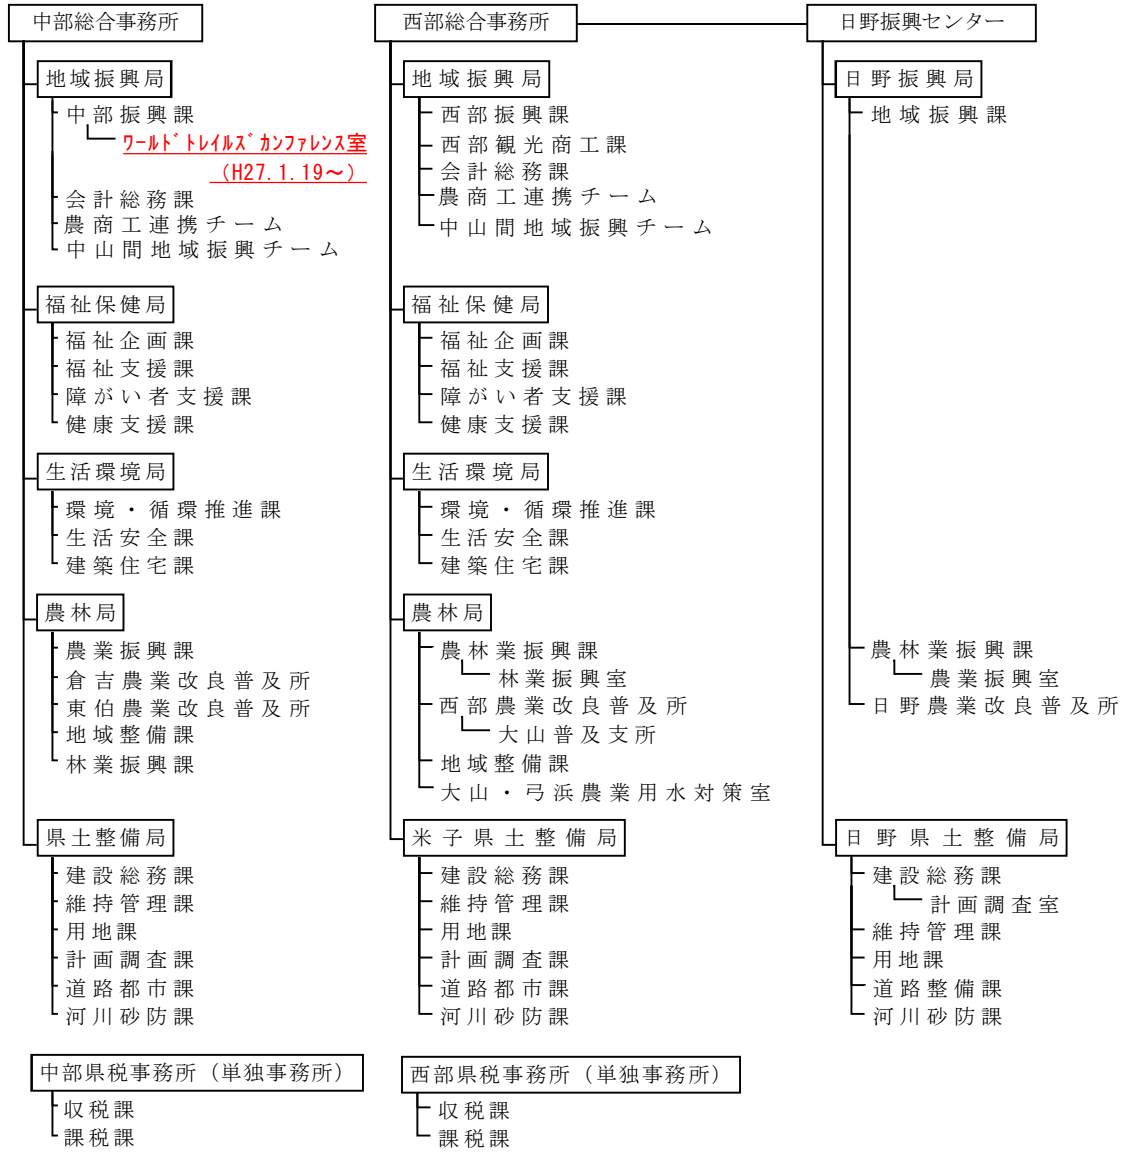 中部総合事務所
地域振興局
中部振興課
ﾜｰﾙﾄﾞﾄﾚｲﾙｽﾞｶﾝﾌｧﾚﾝｽ室
(H27.1.19～)
会計総務課
農商工連携チーム
中山間地域振興チーム
福祉保健局
福祉企画課
福祉支援課
障がい者支援課
健康支援課
生活環境局
環境・循環推進課
生活安全課
建築住宅課
農林局
農業振興課
倉吉農業改良普及所
東伯農業改良普及所
地域整備課
林業振興課
県土整備局
建設総務課
維持管理課
用地課
計画調査課
道路都市課
河川砂防課
中部県税事務所（単独事務所）
収税課
課税課
西部総合事務所
地域振興局
西部振興課
西部観光商工課
会計総務課
農商工連携チーム
中山間地域振興チーム
福祉保健局
福祉企画課
福祉支援課
障がい者支援課
健康支援課
生活環境局
環境・循環推進課
生活安全課
建築住宅課
農林局
農林業振興課
林業振興室
西部農業改良普及所
大山普及支所
地域整備課
大山・弓浜農業用水対策室
米子県土整備局
建設総務課
維持管理課
用地課
計画調査課
道路都市課
河川砂防課
西部県税事務所（単独事務所）
収税課
課税課
日野振興センター
日野振興局
地域振興課
農林業振興課
農業振興室
日野農業改良普及所
日野県土整備局
建設総務課
計画調査室
維持管理課
用地課
道路整備課
河川砂防課